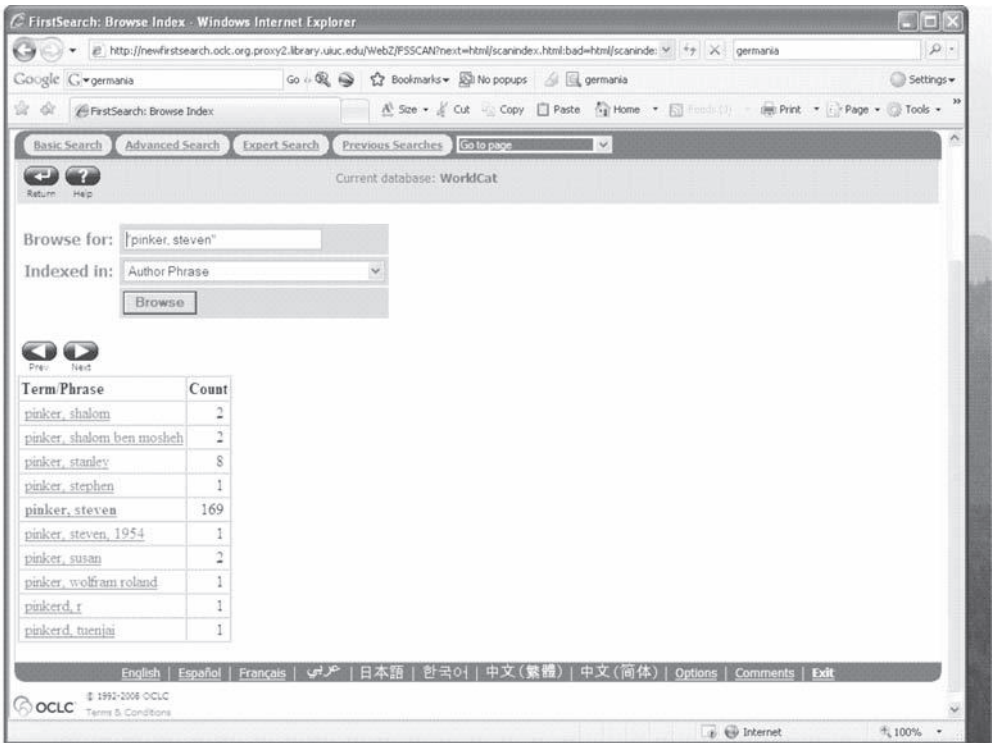 FirstSearch: Browse Index - Windows Internet Explorer
http://newfirstsearch.oclc.org.proxy2.library.uiuc.edu/WebZ/FSSCAN?next=html/scanindex.html:bad=html/scaninde: germania
Google G germania Go Bookmarks No popups germania Settings
FirstSearch: Browse Index Size Cut Copy Paste Home Feeds Print Page Tools »
Basic Search Advanced Search Expert Search Previous Searches Go to page
Return Help Current database: WorldCat
Browse for: "pinker, steven"
Indexed in: Author Phrase
Browse
Prev Next
Term/Phrase Count
pinker, shalom 2
pinker, shalom ben mosheh 2
pinker, stanley 8
pinker, stephen 1
pinker, steven 169
pinker, steven, 1954 1
pinker, susan 2
pinker, wolfram roland 1
pinkerd, r 1
pinkerd, tuenjai 1
English | Español | Français | عربي | 日本語 | 한국어 | 中文(繁體) | 中文(简体) | Options | Comments | Exit
OCLC © 1992-2006 OCLC
Terms & Conditions
Internet 100%